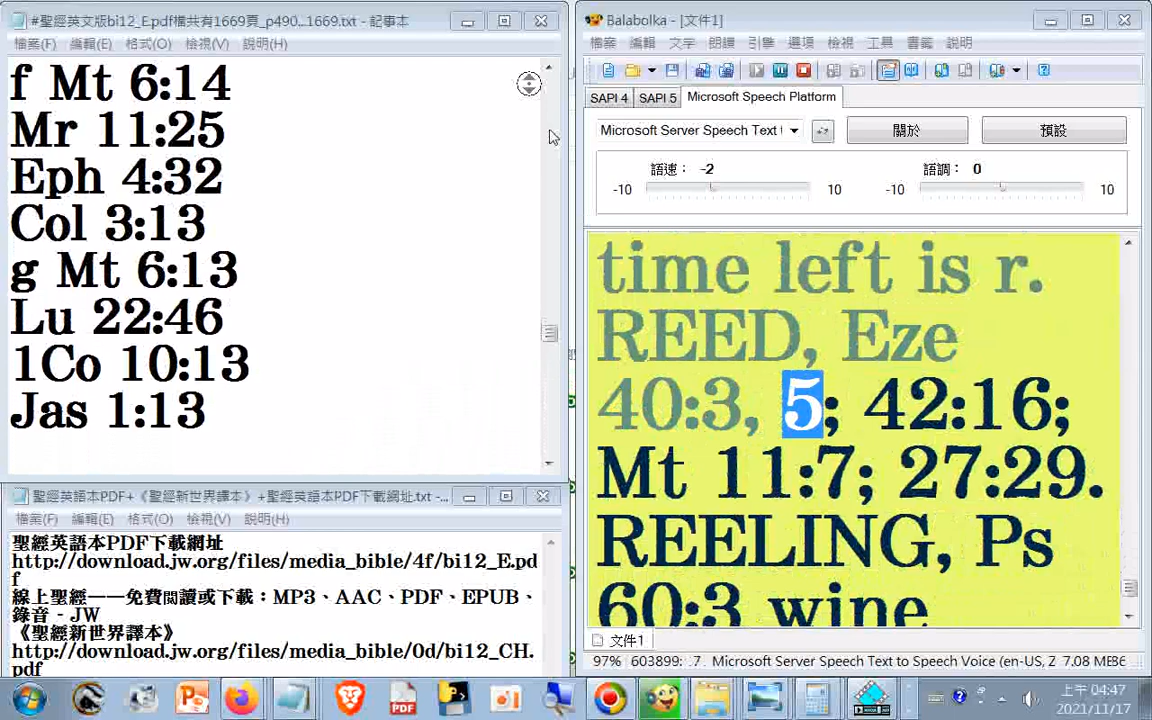 #聖經英文版bi12_E.pdf檔共有1669頁_p490...1669.txt - 記事本
檔案(F) 編輯(E) 格式(O) 檢視(V) 說明(H)
f Mt 6:14
Mr 11:25
Eph 4:32
Col 3:13
g Mt 6:13
Lu 22:46
1Co 10:13
Jas 1:13
聖經英語本PDF+《聖經新世界譯本》+聖經英語本PDF下載網址.txt - ...
檔案(F) 編輯(E) 格式(O) 檢視(V) 說明(H)
聖經英語本PDF下載網址
http://download.jw.org/files/media_bible/4f/bi12_E.pd
f
線上聖經——免費閱讀或下載：MP3、AAC、PDF、EPUB、
錄音 - JW
《聖經新世界譯本》
http://download.jw.org/files/media_bible/0d/bi12_CH.
pdf
Balabolka - [文件1]
檔案 編輯 文字 朗讀 引擎 選項 檢視 工具 書籤 說明
SAPI 4 SAPI 5 Microsoft Speech Platform
Microsoft Server Speech Text 關於 預設
語速： -2 語調： 0
-10 10 -10 10
time left is r.
REED, Eze
40:3, 5; 42:16;
Mt 11:7; 27:29.
REELING, Ps
60:3 wine
文件1
97% 603899: .7 Microsoft Server Speech Text to Speech Voice (en-US, Z 7.08 MB
PDF
上午 04:47
2021/11/17